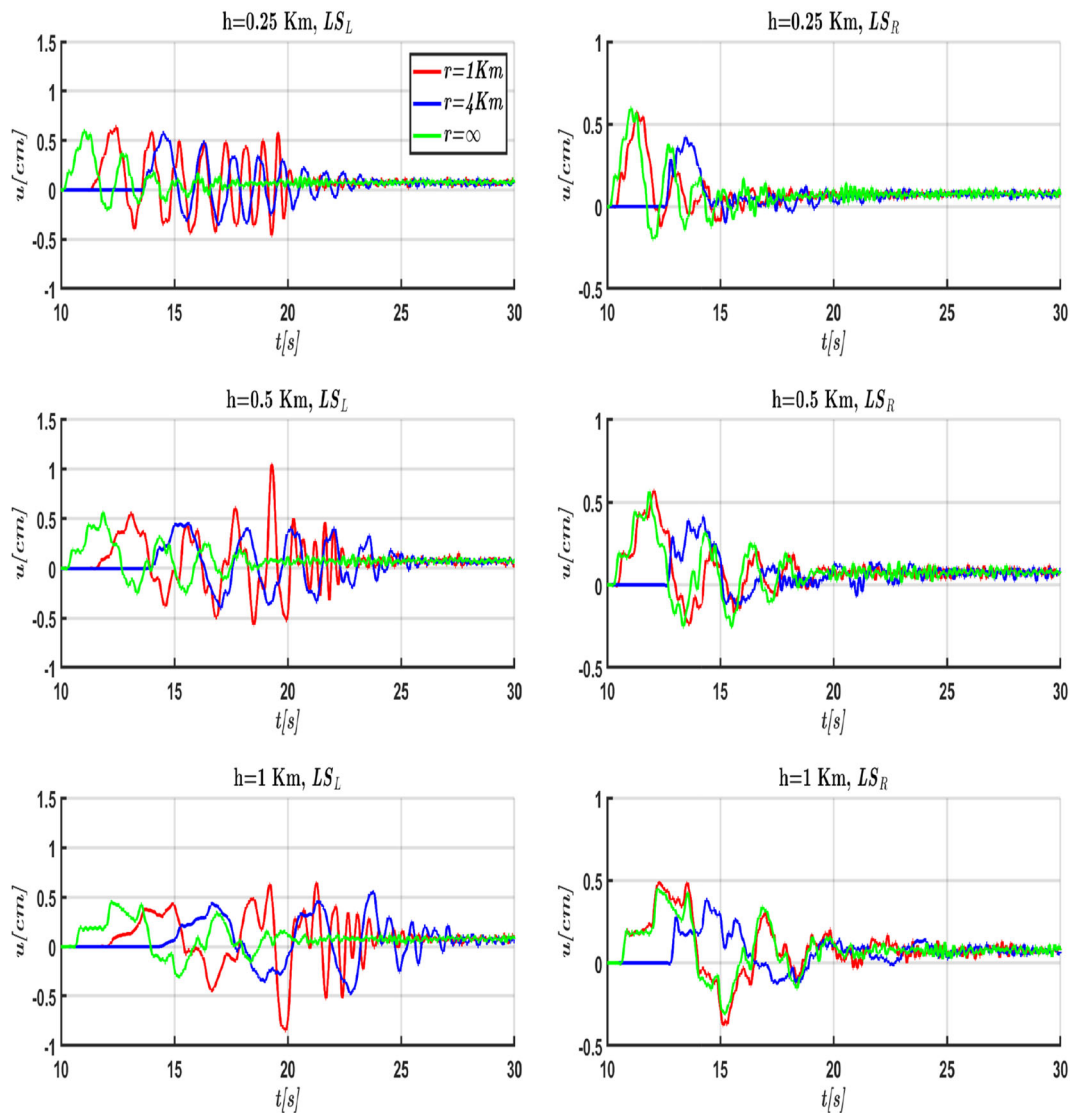 h=0.25 Km, LS_L
1.5
1
0.5
0
-0.5
-1
u[cm]
r=1Km
r=4Km
r=∞
10 15 20 25 30
t[s]
h=0.25 Km, LS_R
1
0.5
0
-0.5
u[cm]
10 15 20 25 30
t[s]
h=0.5 Km, LS_L
1.5
1
0.5
0
-0.5
-1
u[cm]
10 15 20 25 30
t[s]
h=0.5 Km, LS_R
1
0.5
0
-0.5
u[cm]
10 15 20 25 30
t[s]
h=1 Km, LS_L
1.5
1
0.5
0
-0.5
-1
u[cm]
10 15 20 25 30
t[s]
h=1 Km, LS_R
1
0.5
0
-0.5
u[cm]
10 15 20 25 30
t[s]